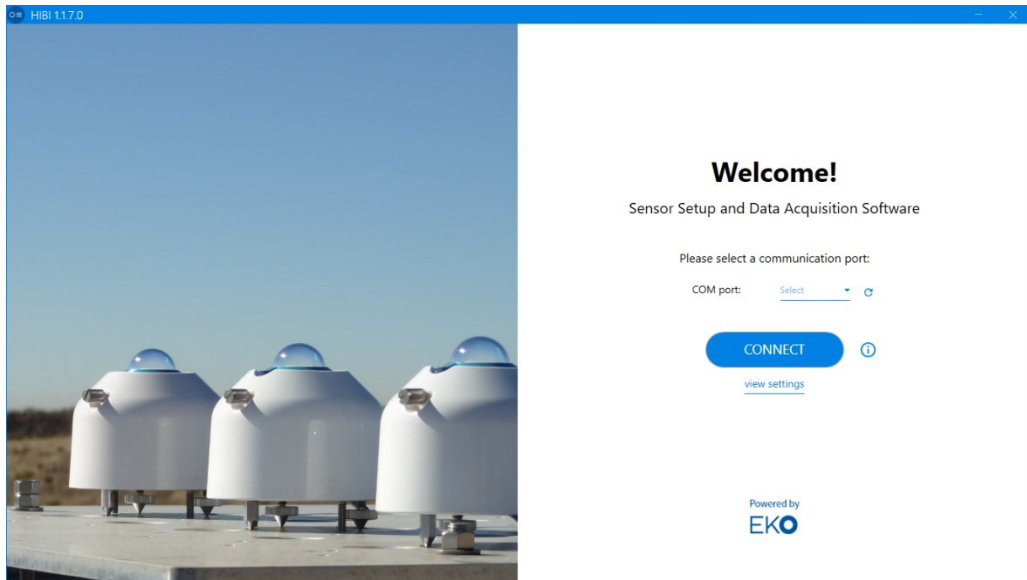 HIBI 1.1.7.0
Welcome!
Sensor Setup and Data Acquisition Software
Please select a communication port:
COM port: Select
CONNECT
view settings
Powered by
EKO